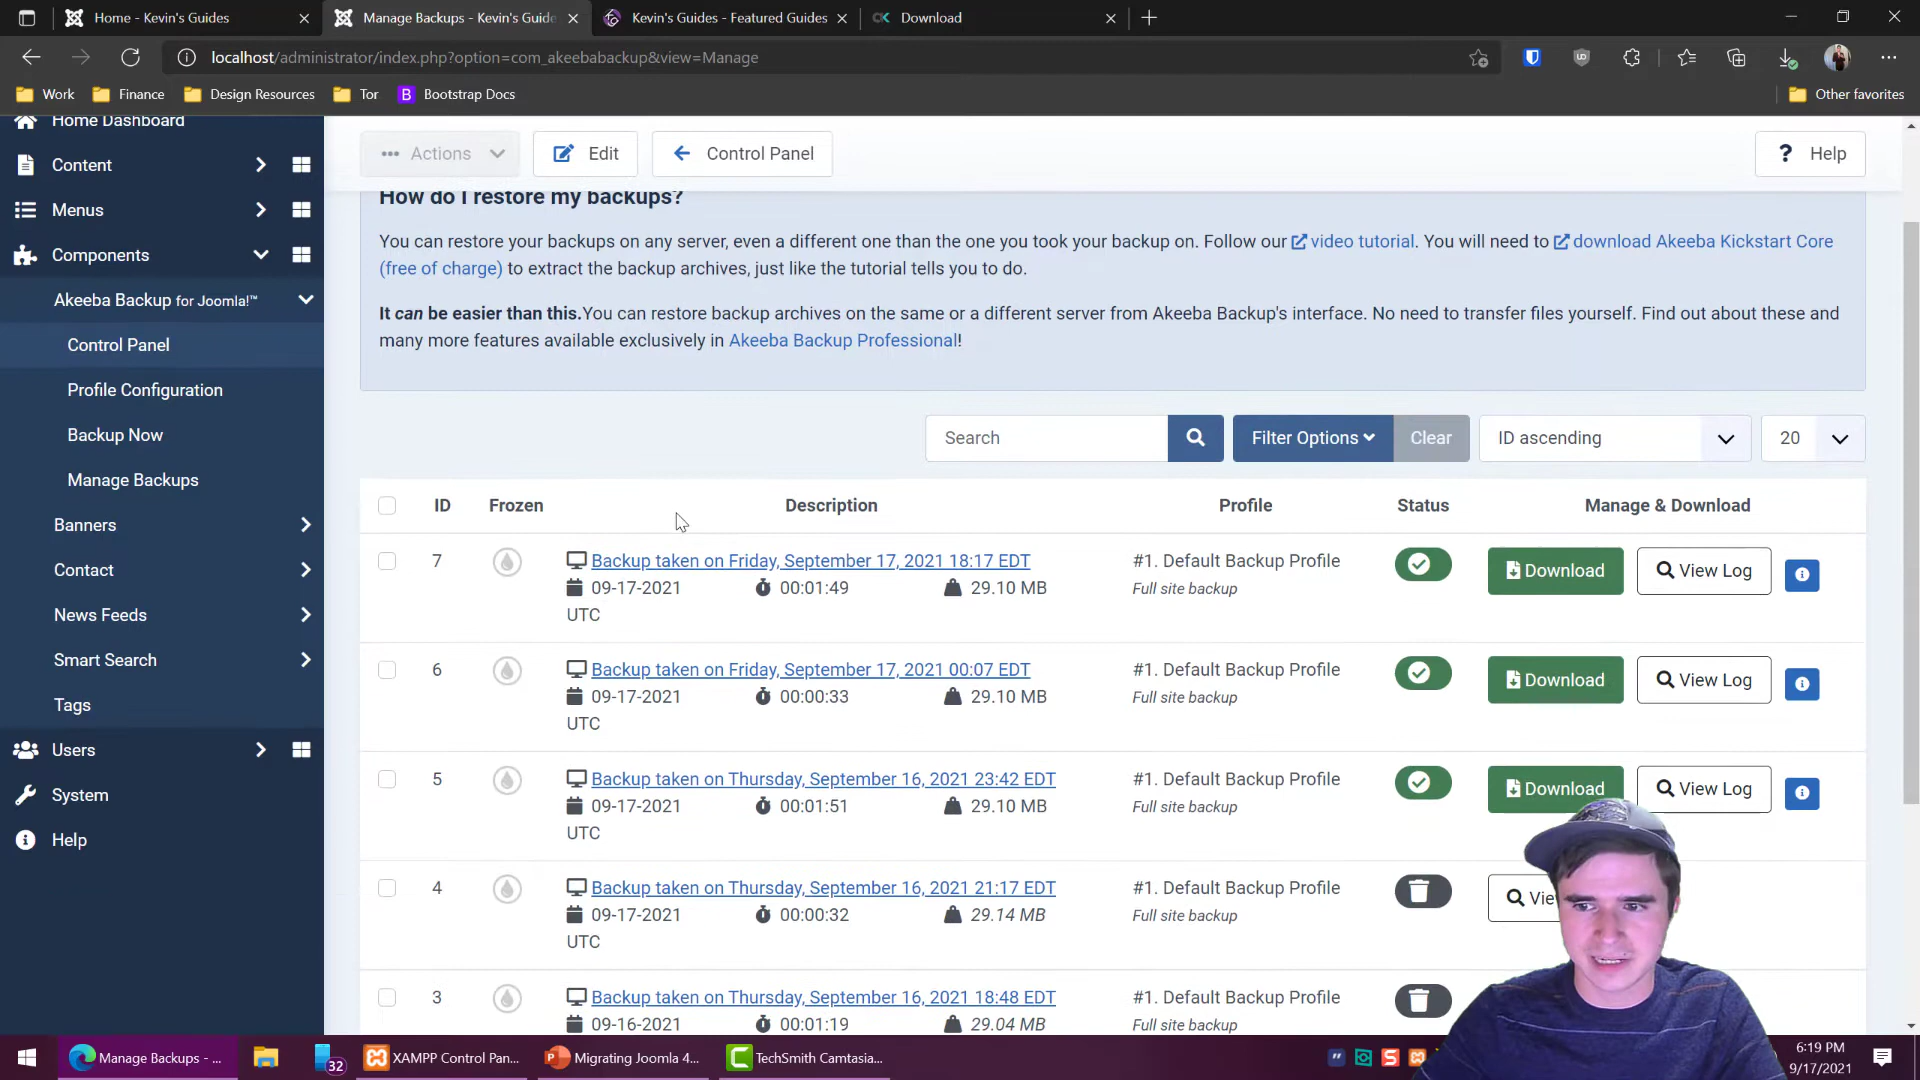 Home - Kevin's Guides
Manage Backups - Kevin's Guide
Kevin's Guides - Featured Guides
Download
localhost/administrator/index.php?option=com_akeebabackup&view=Manage
Work
Finance
Design Resources
Tor
Bootstrap Docs
Other favorites
Home Dashboard
Content
Menus
Components
Akeeba Backup for Joomla!™
Control Panel
Profile Configuration
Backup Now
Manage Backups
Banners
Contact
News Feeds
Smart Search
Tags
Users
System
Help
Actions
Edit
Control Panel
Help
How do I restore my backups?
You can restore your backups on any server, even a different one than the one you took your backup on. Follow our video tutorial. You will need to download Akeeba Kickstart Core
(free of charge) to extract the backup archives, just like the tutorial tells you to do.
It can be easier than this.You can restore backup archives on the same or a different server from Akeeba Backup's interface. No need to transfer files yourself. Find out about these and
many more features available exclusively in Akeeba Backup Professional!
Search
Filter Options
Clear
ID ascending
20
ID Frozen Description Profile Status Manage & Download
7 Backup taken on Friday, September 17, 2021 18:17 EDT #1. Default Backup Profile Download View Log
09-17-2021 00:01:49 29.10 MB Full site backup
UTC
6 Backup taken on Friday, September 17, 2021 00:07 EDT #1. Default Backup Profile Download View Log
09-17-2021 00:00:33 29.10 MB Full site backup
UTC
5 Backup taken on Thursday, September 16, 2021 23:42 EDT #1. Default Backup Profile Download View Log
09-17-2021 00:01:51 29.10 MB Full site backup
UTC
4 Backup taken on Thursday, September 16, 2021 21:17 EDT #1. Default Backup Profile Vie
09-17-2021 00:00:32 29.14 MB Full site backup
UTC
3 Backup taken on Thursday, September 16, 2021 18:48 EDT #1. Default Backup Profile
09-16-2021 00:01:19 29.04 MB Full site backup
Manage Backups - ...
32
XAMPP Control Pan...
Migrating Joomla 4...
TechSmith Camtasia...
6:19 PM
9/17/2021